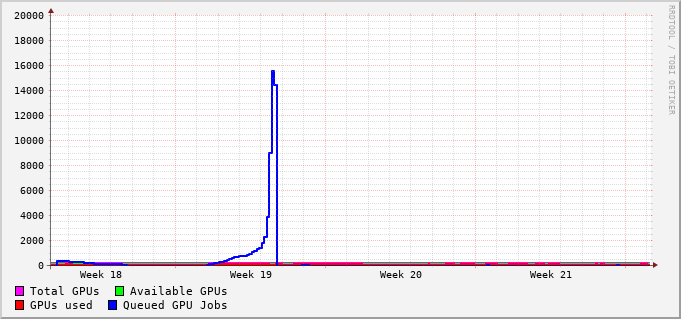 RRDTOOL / TOBI OETIKER
20000
18000
16000
14000
12000
10000
8000
6000
4000
2000
0
Week 18 Week 19 Week 20 Week 21
Total GPUs Available GPUs
GPUs used Queued GPU Jobs